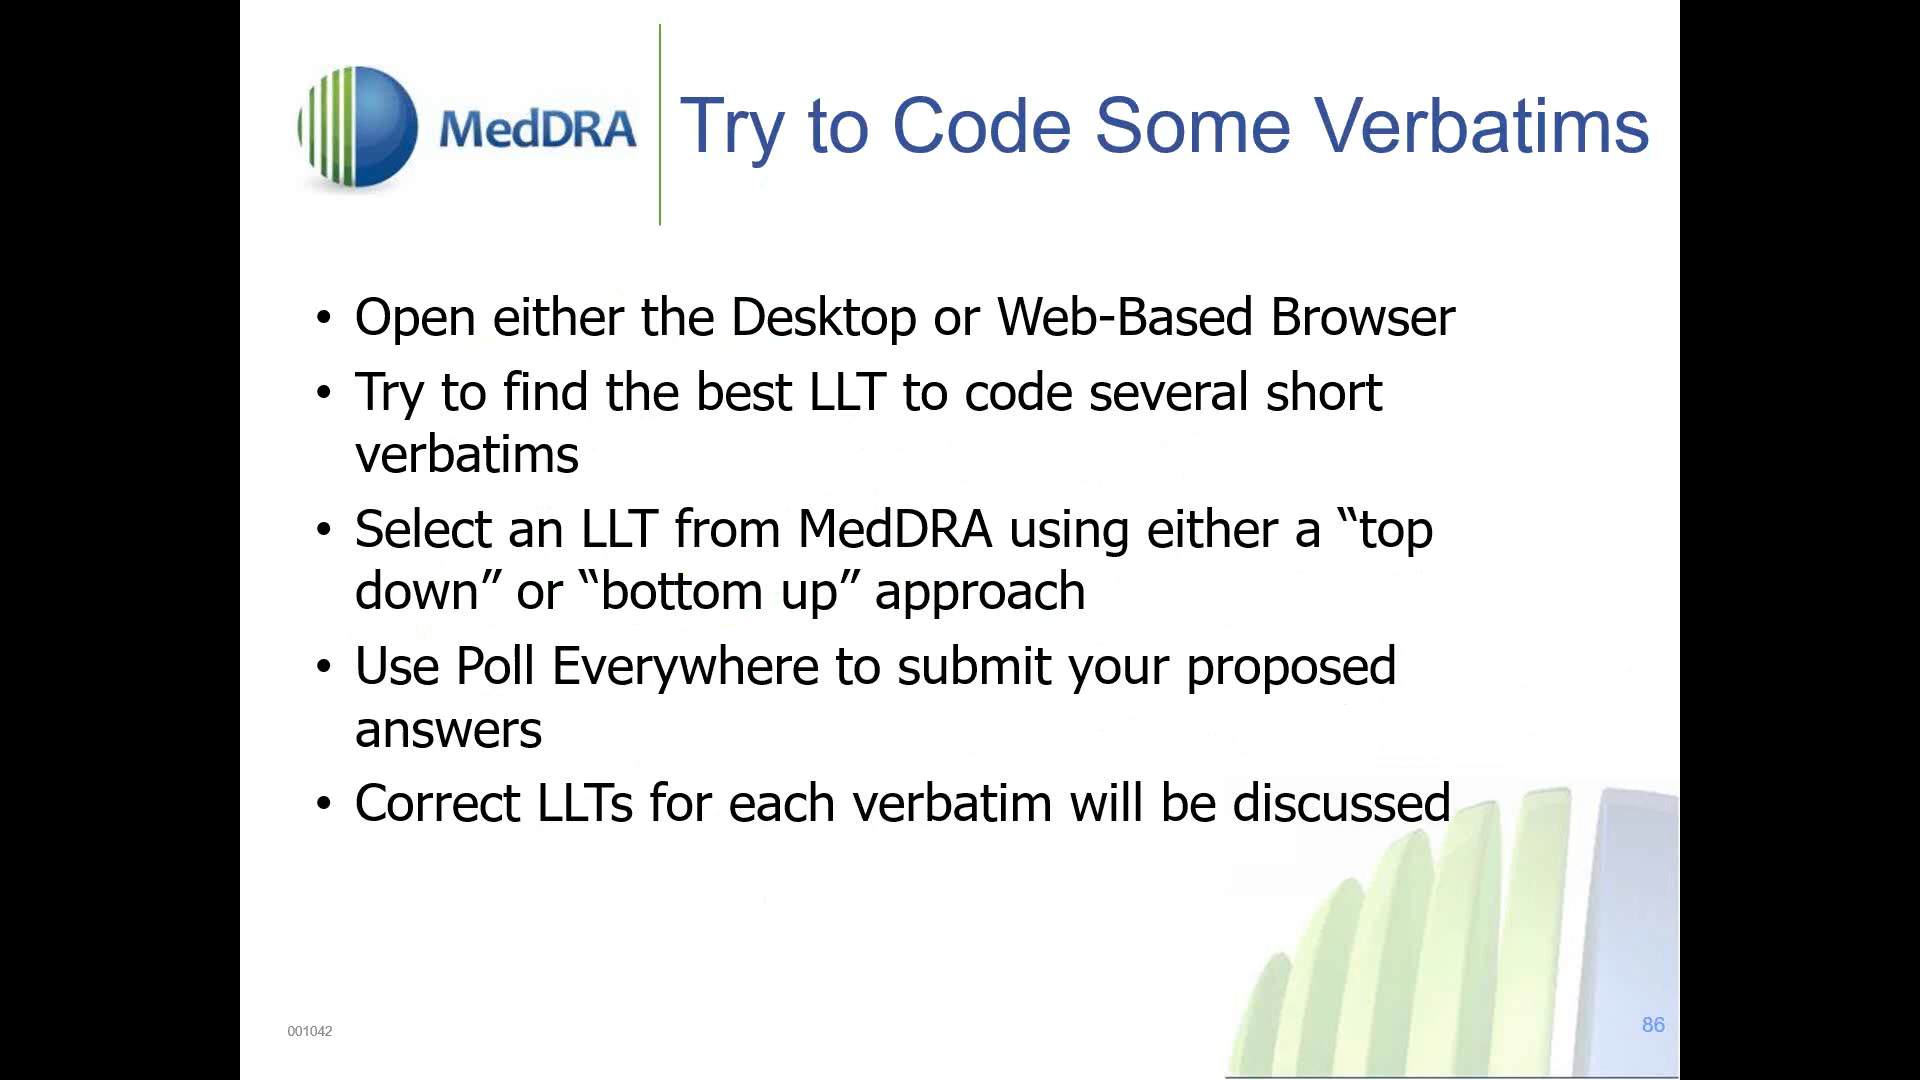 MedDRA
Try to Code Some Verbatims
• Open either the Desktop or Web-Based Browser
• Try to find the best LLT to code several short
verbatims
• Select an LLT from MedDRA using either a “top
down” or “bottom up” approach
• Use Poll Everywhere to submit your proposed
answers
• Correct LLTs for each verbatim will be discussed
001042
86